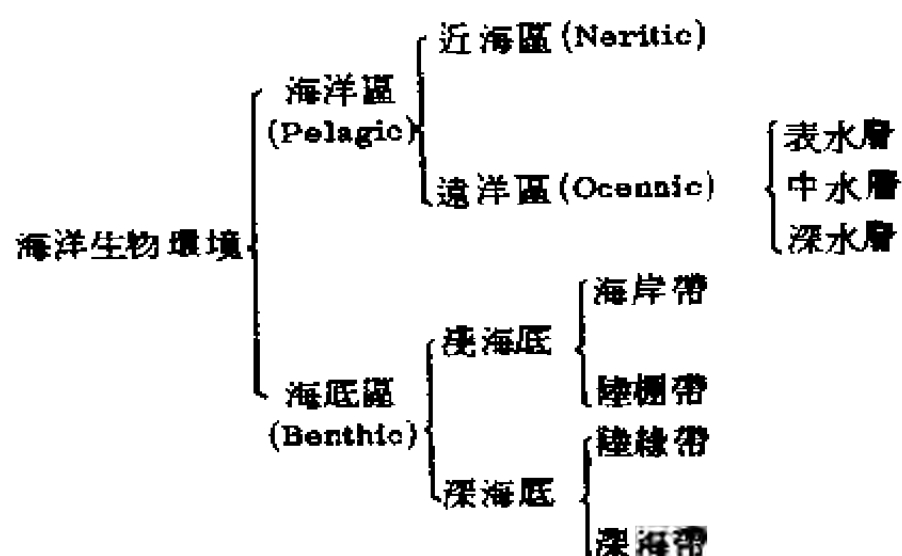 近海區(Neritic)
海洋區
(Pelagic)
表水層
遠洋區(Oceannic)
中水層
深水層
海洋生物環境
海岸帶
淺海底
陸棚帶
海底區
(Benthic)
陸緣帶
深海底
深海帶